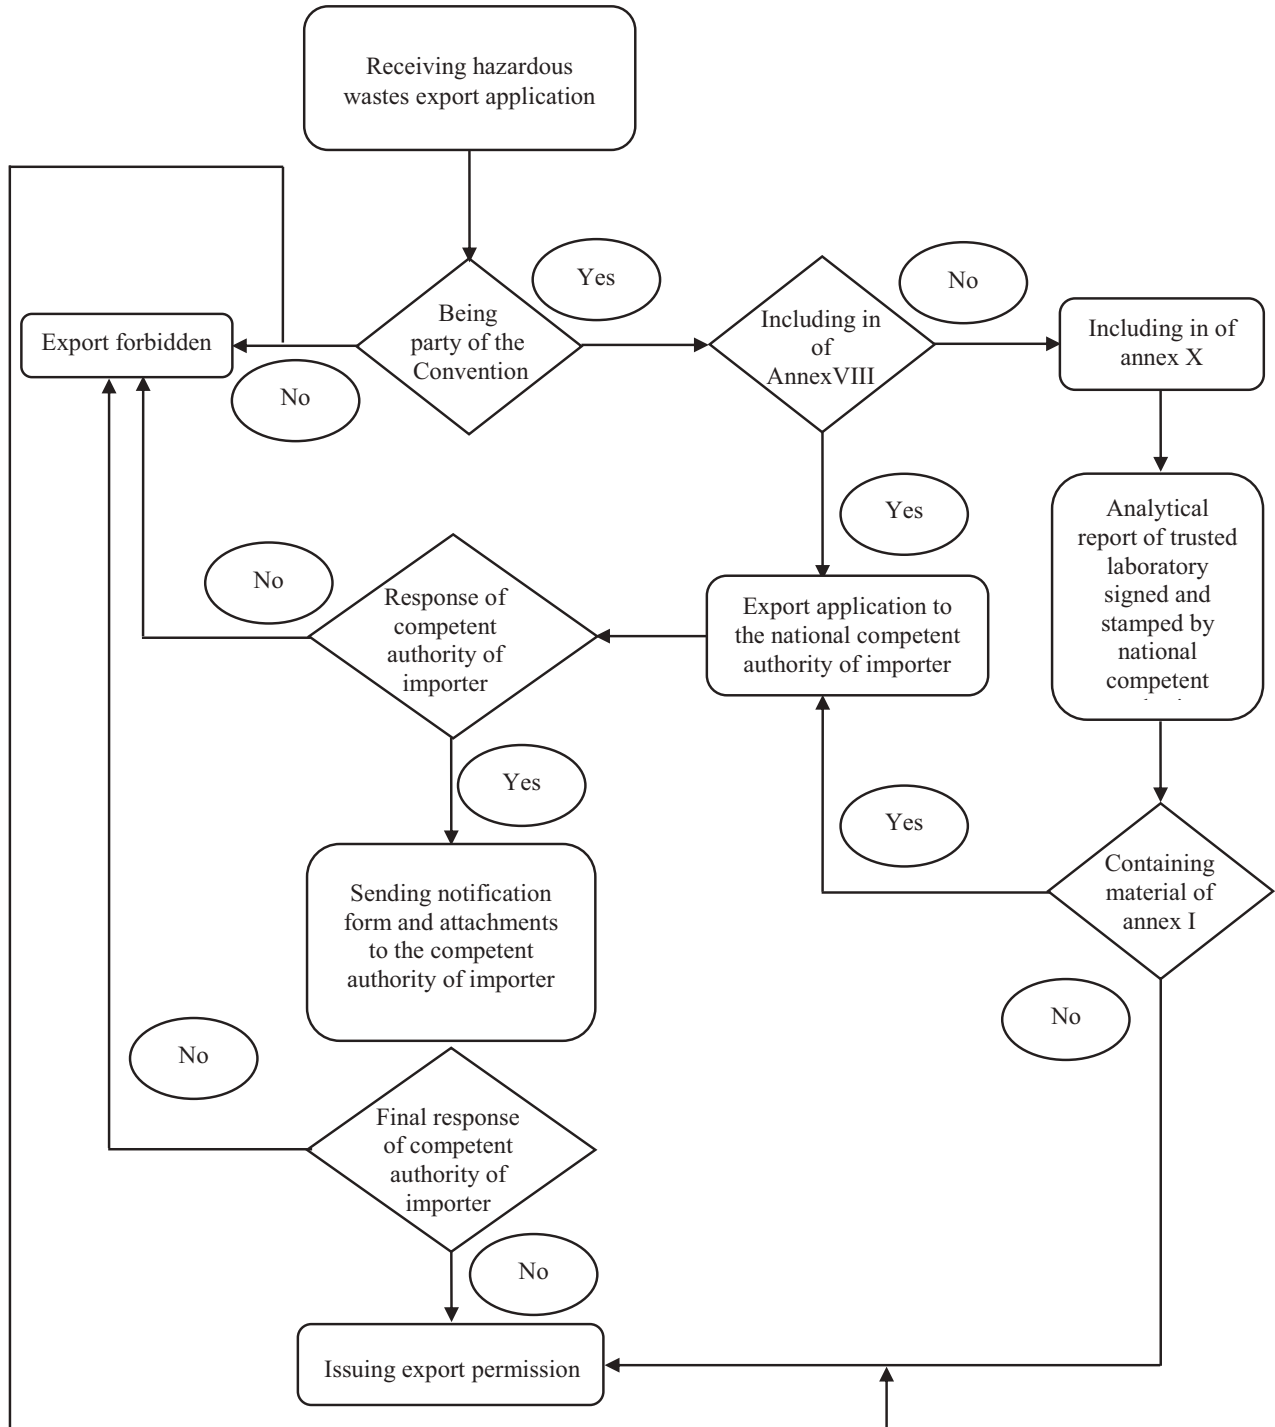 Receiving hazardous
wastes export application
Yes
No
Being
party of the
Convention
Including in
of
AnnexVIII
Including in of
annex X
Export forbidden
No
Yes
Analytical
report of trusted
laboratory
signed and
stamped by
national
competent
No
Response of
competent
authority of
importer
Export application to
the national competent
authority of importer
Yes
Yes
Containing
material of
annex I
Sending notification
form and attachments
to the competent
authority of importer
No
No
Final response
of competent
authority of
importer
No
Issuing export permission